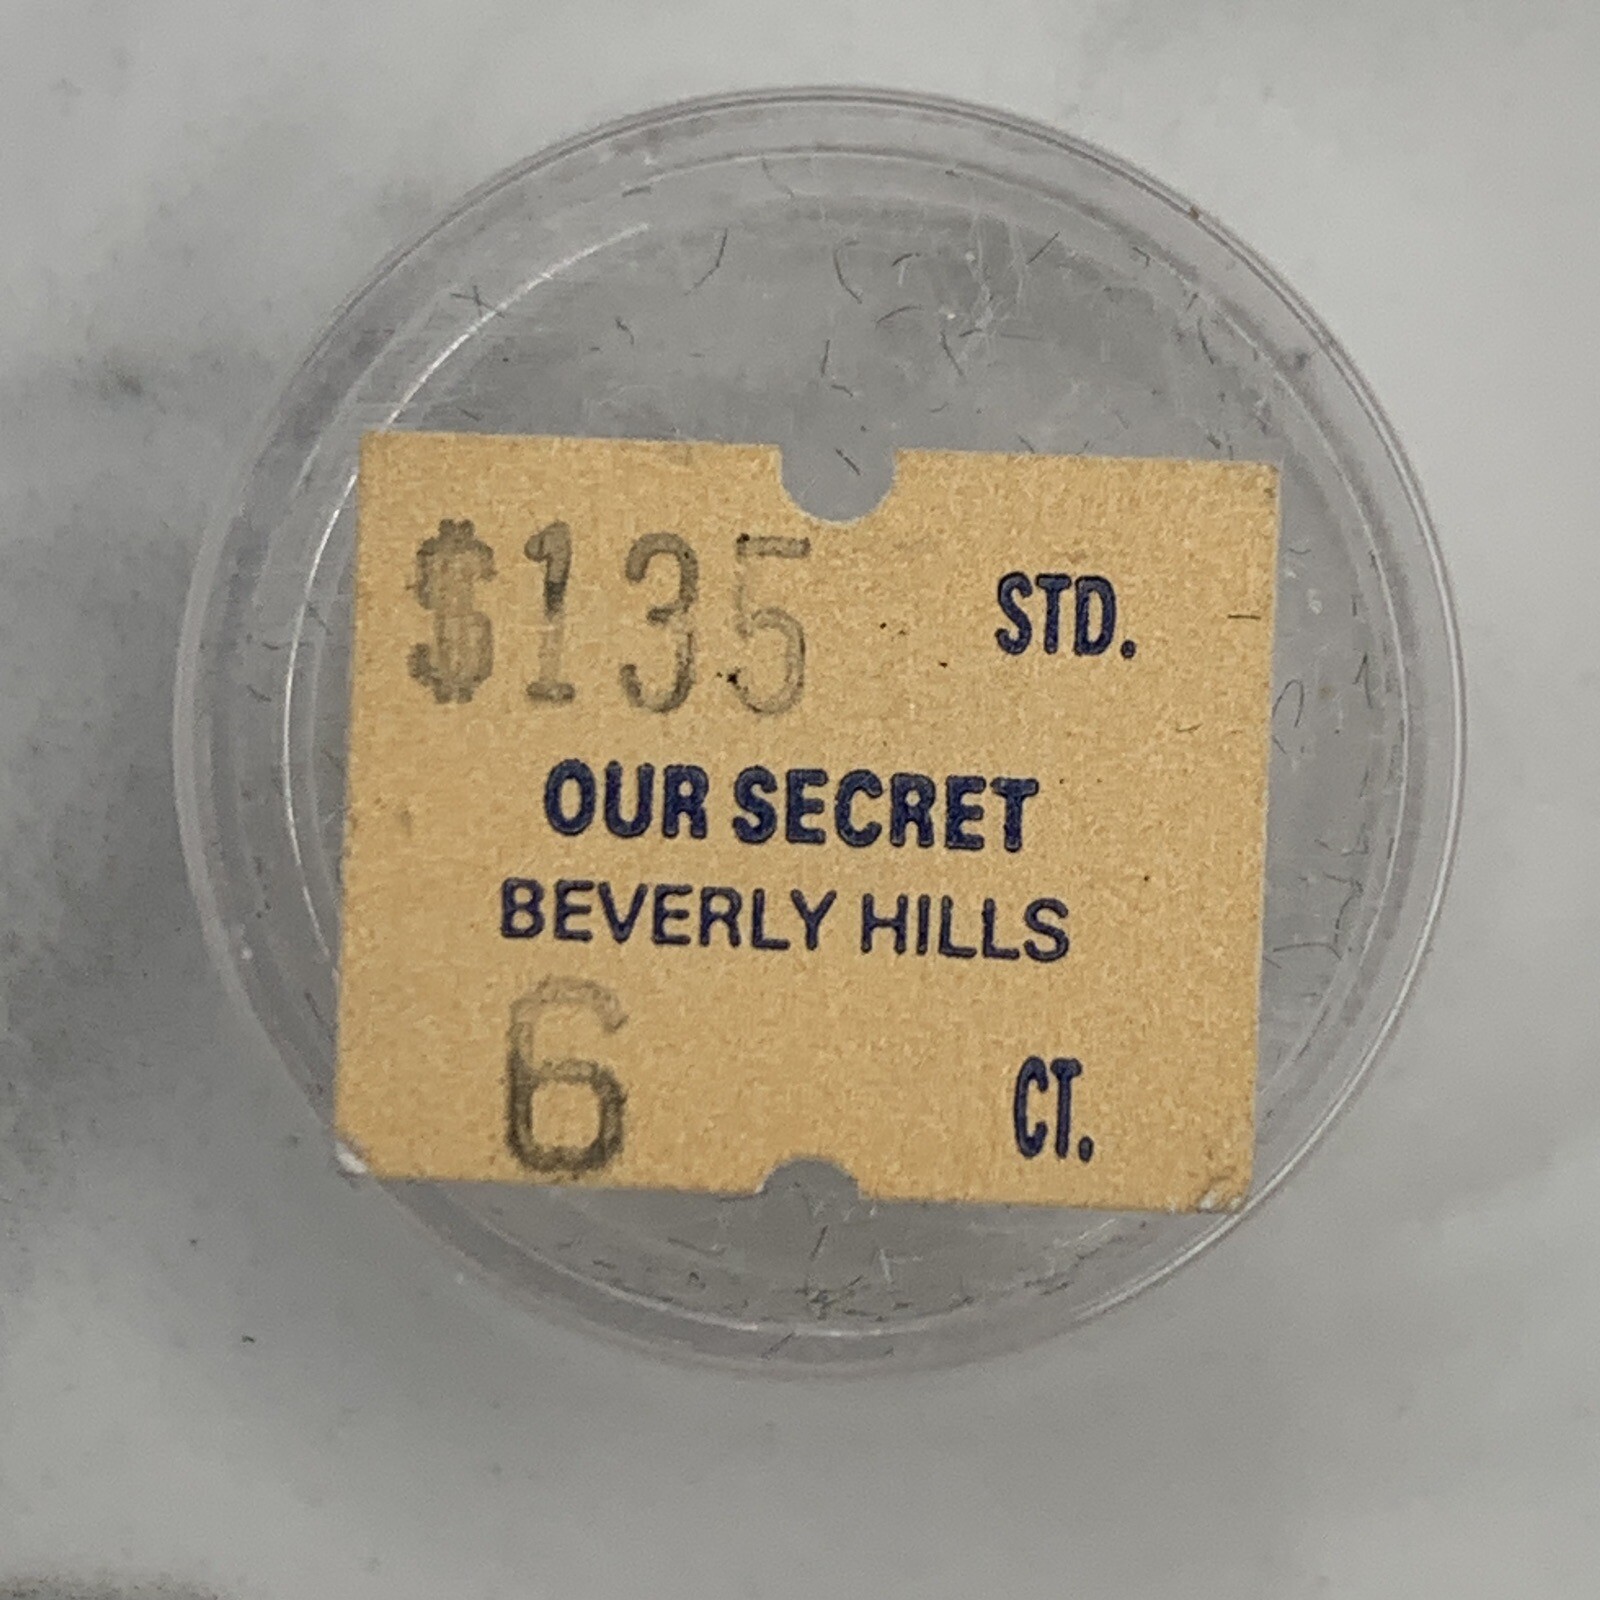 $135 STD.
OUR SECRET
BEVERLY HILLS
6 CT.